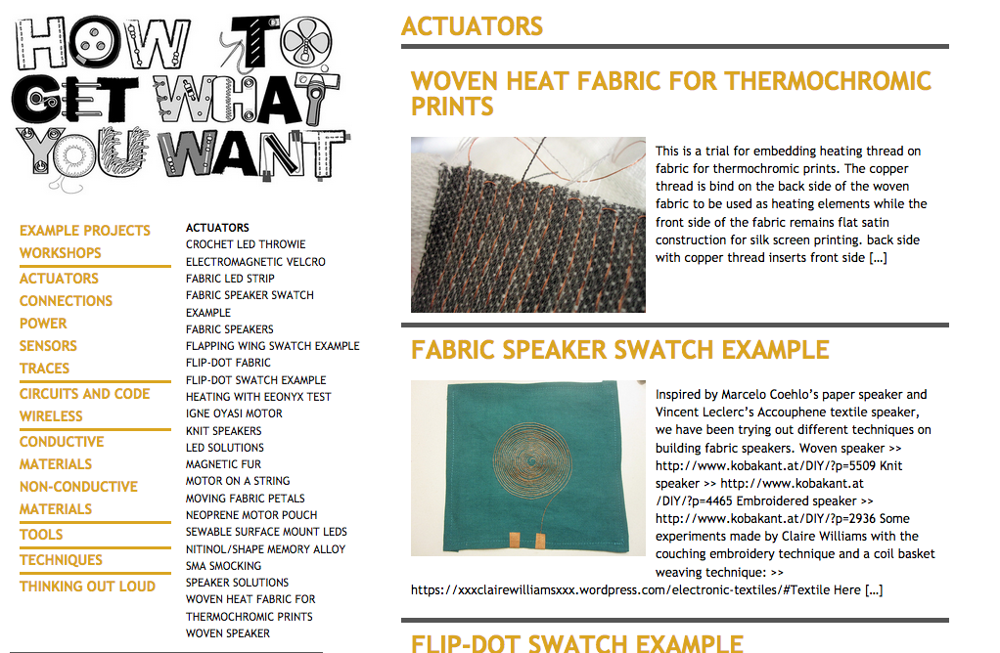 HOW TO
GET WHAT
YOU WANT
EXAMPLE PROJECTS
WORKSHOPS
ACTUATORS
CONNECTIONS
POWER
SENSORS
TRACES
CIRCUITS AND CODE
WIRELESS
CONDUCTIVE
MATERIALS
NON-CONDUCTIVE
MATERIALS
TOOLS
TECHNIQUES
THINKING OUT LOUD
ACTUATORS
CROCHET LED THROWIE
ELECTROMAGNETIC VELCRO
FABRIC LED STRIP
FABRIC SPEAKER SWATCH
EXAMPLE
FABRIC SPEAKERS
FLAPPING WING SWATCH EXAMPLE
FLIP-DOT FABRIC
FLIP-DOT SWATCH EXAMPLE
HEATING WITH EEONYX TEST
IGNE OYASI MOTOR
KNIT SPEAKERS
LED SOLUTIONS
MAGNETIC FUR
MOTOR ON A STRING
MOVING FABRIC PETALS
NEOPRENE MOTOR POUCH
SEWABLE SURFACE MOUNT LEDS
NITINOL/SHAPE MEMORY ALLOY
SMA SMOCKING
SPEAKER SOLUTIONS
WOVEN HEAT FABRIC FOR
THERMOCHROMIC PRINTS
WOVEN SPEAKER
ACTUATORS
WOVEN HEAT FABRIC FOR THERMOCHROMIC
PRINTS
This is a trial for embedding heating thread on
fabric for thermochromic prints. The copper
thread is bind on the back side of the woven
fabric to be used as heating elements while the
front side of the fabric remains flat satin
construction for silk screen printing. back side
with copper thread inserts front side [...]
FABRIC SPEAKER SWATCH EXAMPLE
Inspired by Marcelo Coehlo’s paper speaker and
Vincent Leclerc’s Accouphene textile speaker,
we have been trying out different techniques on
building fabric speakers. Woven speaker >>
http://www.kobakant.at/DIY/?p=5509 Knit
speaker >> http://www.kobakant.at
/DIY/?p=4465 Embroidered speaker >>
http://www.kobakant.at/DIY/?p=2936 Some
experiments made by Claire Williams with the
couching embroidery technique and a coil basket
weaving technique: >>
https://xxxclairewilliamsxxx.wordpress.com/electronic-textiles/#Textile Here [...]
FLIP-DOT SWATCH EXAMPLE